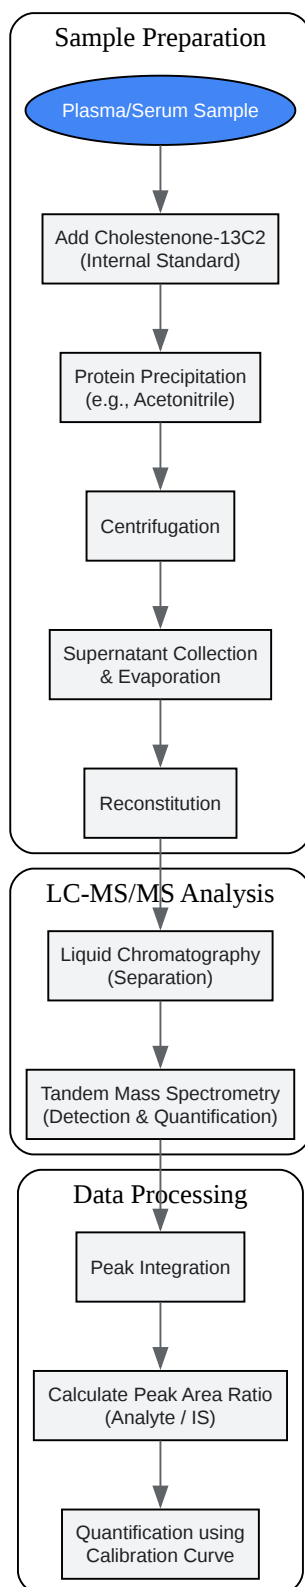 Sample Preparation
Plasma/Serum Sample
Add Cholestenone-13C2
(Internal Standard)
Protein Precipitation
(e.g., Acetonitrile)
Centrifugation
Supernatant Collection
& Evaporation
Reconstitution
LC-MS/MS Analysis
Liquid Chromatography
(Separation)
Tandem Mass Spectrometry
(Detection & Quantification)
Data Processing
Peak Integration
Calculate Peak Area Ratio
(Analyte / IS)
Quantification using
Calibration Curve